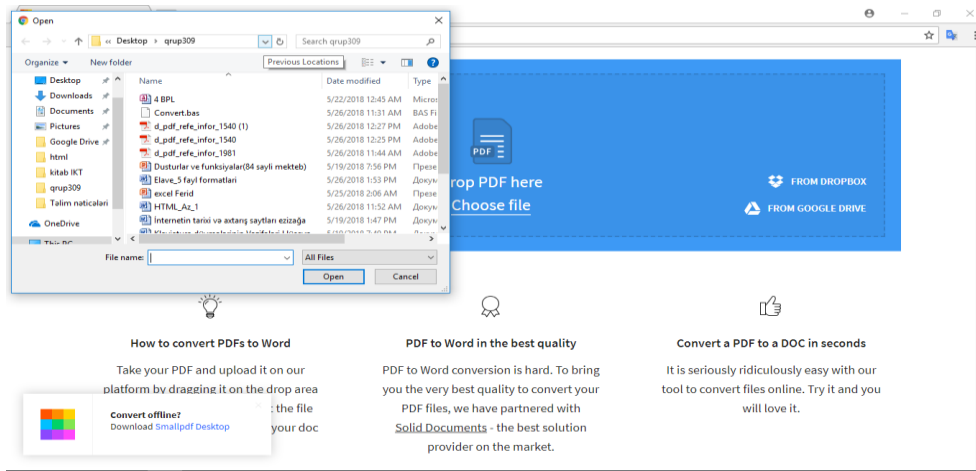 Open
« Desktop › qrup309
Search qrup309
Organize
New folder
Previous Locations
Desktop
Downloads
Documents
Pictures
Google Drive
html
kitab IKT
qrup309
Təlim nəticələri
OneDrive
This PC
Name Date modified Type
4 BPL 5/22/2018 12:45 AM Micros
Convert.bas 5/26/2018 11:31 AM BAS Fi
d_pdf_refe_infor_1540 (1) 5/26/2018 12:27 PM Adobe
d_pdf_refe_infor_1540 5/26/2018 12:25 PM Adobe
d_pdf_refe_infor_1981 5/26/2018 11:44 AM Adobe
Dusturlar ve funksiyalar(84 sayli mekteb) 5/19/2018 7:56 PM Презе
Elave_5 fayl formatlari 5/26/2018 1:53 PM Докум
excel Ferid 5/25/2018 2:06 AM Презе
HTML_Az_1 5/26/2018 11:52 AM Докум
İnternetin tarixi və axtarış saytları ezizağa 5/19/2018 1:47 PM Докум
File name:
All Files
Open
Cancel
PDF
rop PDF here
Choose file
FROM DROPBOX
FROM GOOGLE DRIVE
How to convert PDFs to Word
Take your PDF and upload it on our
platform by dragging it on the drop area
t the file
your doc
PDF to Word in the best quality
PDF to Word conversion is hard. To bring
you the very best quality to convert your
PDF files, we have partnered with
Solid Documents - the best solution
provider on the market.
Convert a PDF to a DOC in seconds
It is seriously ridiculously easy with our
tool to convert files online. Try it and you
will love it.
Convert offline?
Download Smallpdf Desktop